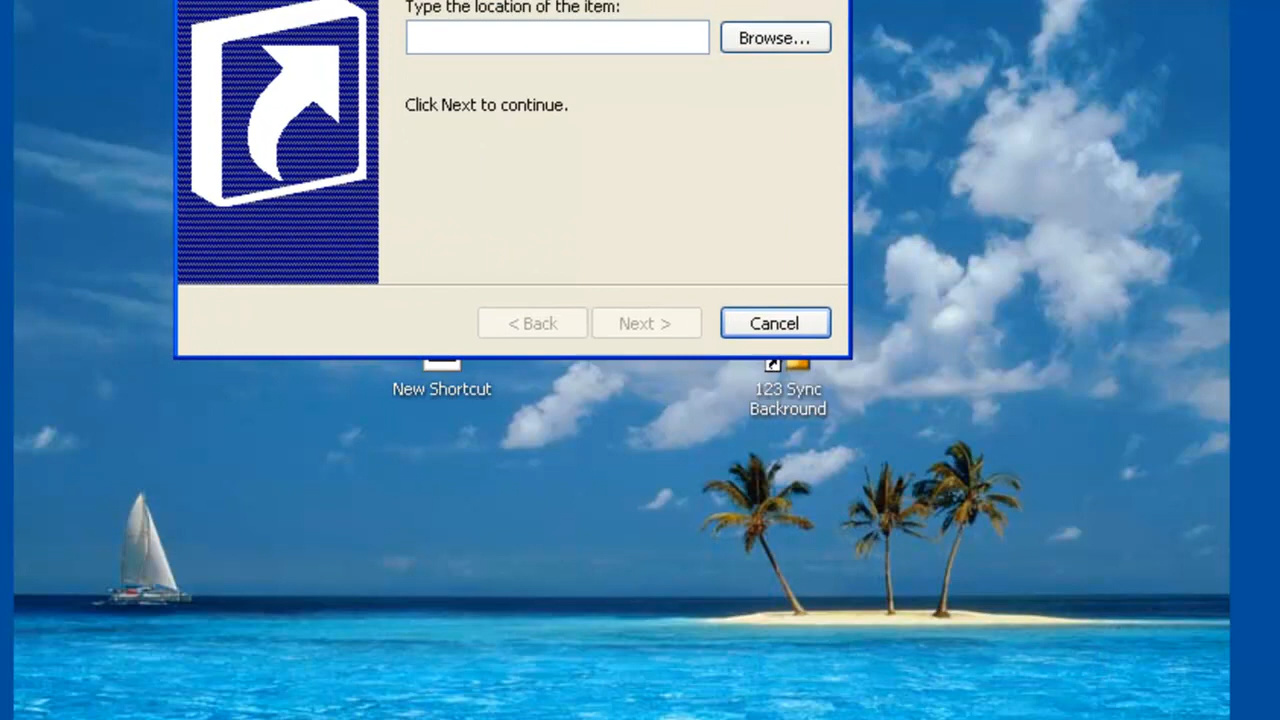 Type the location of the item:
Browse...
Click Next to continue.
< Back
Next >
Cancel
New Shortcut
123 Sync
Backround